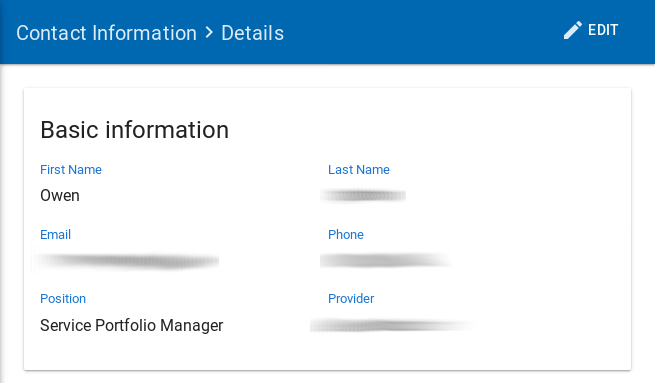 Contact Information > Details
EDIT
Basic information
First Name
Last Name
Owen
Email
Phone
Position
Provider
Service Portfolio Manager